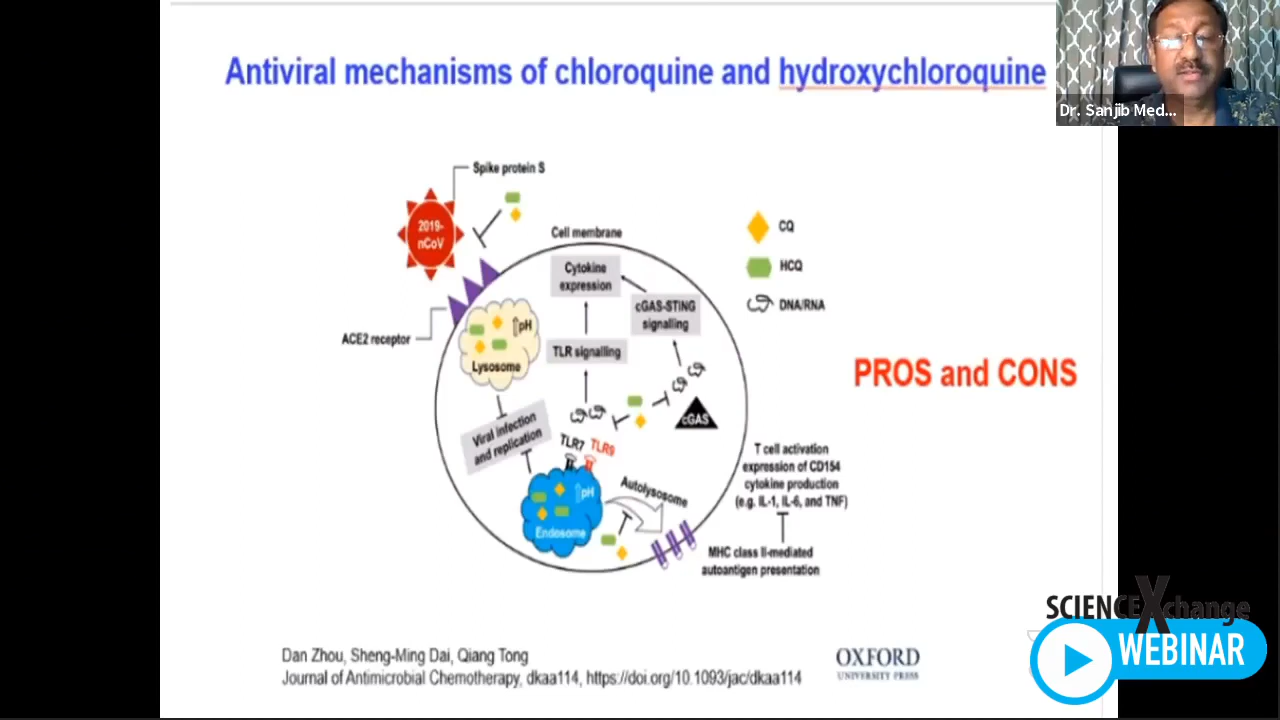 Antiviral mechanisms of chloroquine and hydroxychloroquine
Dr. Sanjib Med...
Spike protein S
2019-
nCoV
Cell membrane
CQ
HCQ
DNA/RNA
Cytokine
expression
cGAS-STING
signalling
ACE2 receptor
pH
Lysosome
TLR signalling
PROS and CONS
Viral infection
and replication
cGAS
TLR7 TLR9
pH
Endosome
Autolysosome
T cell activation
expression of CD154
cytokine production
(e.g. IL-1, IL-6, and TNF)
MHC class II-mediated
autoantigen presentation
SCIENCEXchange
WEBINAR
Dan Zhou, Sheng-Ming Dai, Qiang Tong
Journal of Antimicrobial Chemotherapy, dkaa114, https://doi.org/10.1093/jac/dkaa114
OXFORD
UNIVERSITY PRESS